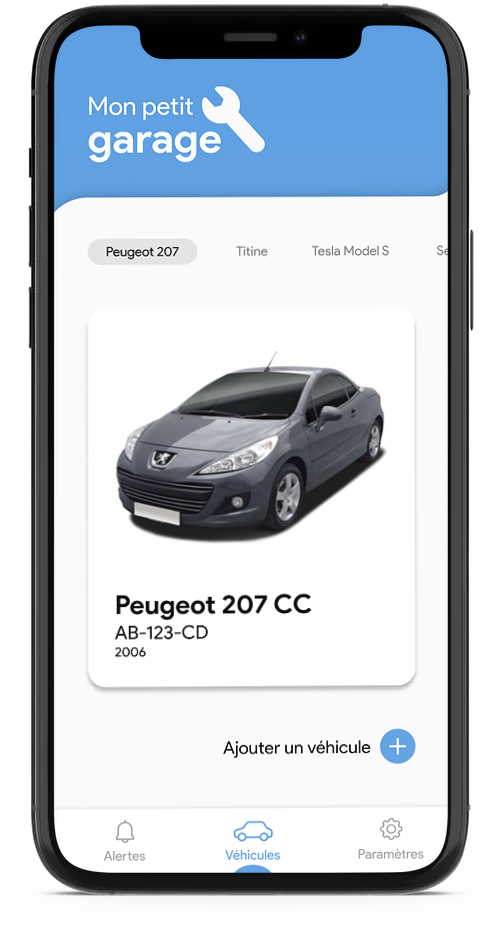 Mon petit
garage
Peugeot 207 Titine Tesla Model S Se
Peugeot 207 CC
AB-123-CD
2006
Ajouter un véhicule
Alertes Véhicules Paramètres